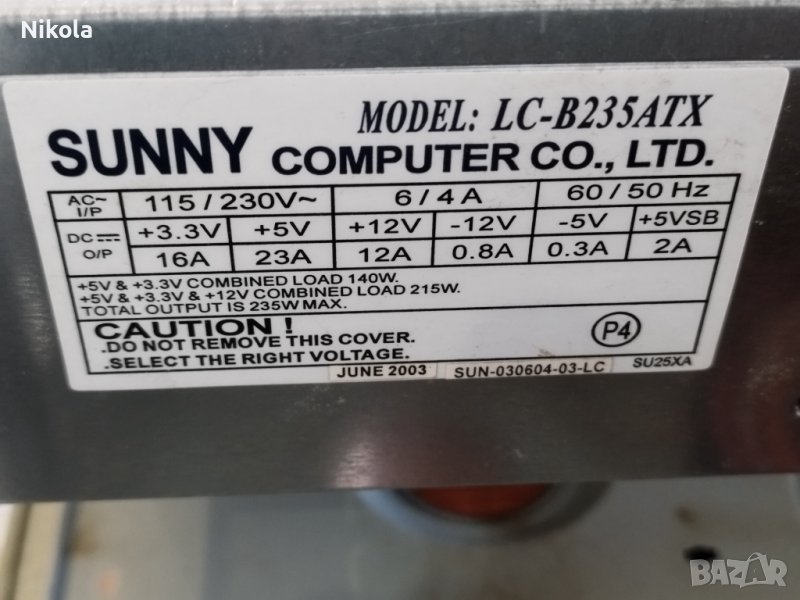 Nikola
MODEL: LC-B235ATX
SUNNY COMPUTER CO., LTD.
AC~ I/P 115 / 230V~ 6 / 4 A 60 / 50 Hz
DC O/P +3.3V +5V +12V -12V -5V +5VSB
16A 23A 12A 0.8A 0.3A 2A
+5V & +3.3V COMBINED LOAD 140W.
+5V & +3.3V & +12V COMBINED LOAD 215W.
TOTAL OUTPUT IS 235W MAX.
CAUTION !
.DO NOT REMOVE THIS COVER.
.SELECT THE RIGHT VOLTAGE.
P4
JUNE 2003 SUN-030604-03-LC SU25XA
BAZAR